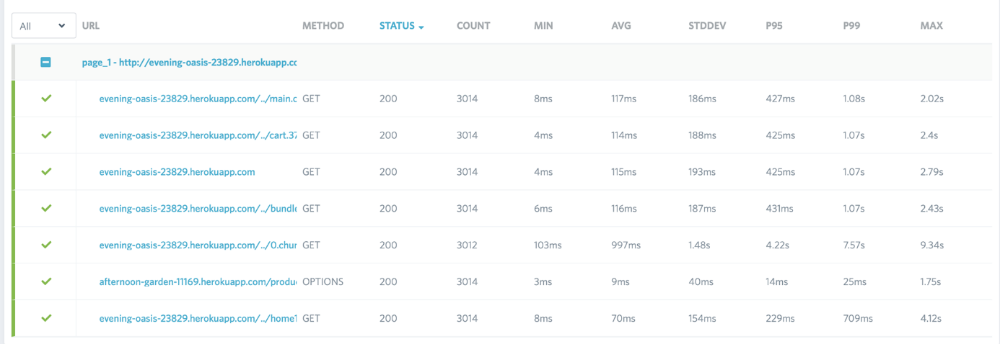 All URL METHOD STATUS COUNT MIN AVG STDDEV P95 P99 MAX
page_1 - http://evening-oasis-23829.herokuapp.cc
evening-oasis-23829.herokuapp.com/../main.c GET 200 3014 8ms 117ms 186ms 427ms 1.08s 2.02s
evening-oasis-23829.herokuapp.com/../cart.37 GET 200 3014 4ms 114ms 188ms 425ms 1.07s 2.4s
evening-oasis-23829.herokuapp.com GET 200 3014 4ms 115ms 193ms 425ms 1.07s 2.79s
evening-oasis-23829.herokuapp.com/../bundle GET 200 3014 6ms 116ms 187ms 431ms 1.07s 2.43s
evening-oasis-23829.herokuapp.com/../0.chur GET 200 3012 103ms 997ms 1.48s 4.22s 7.57s 9.34s
afternoon-garden-11169.herokuapp.com/produc OPTIONS 200 3014 3ms 9ms 40ms 14ms 25ms 1.75s
evening-oasis-23829.herokuapp.com/../home1 GET 200 3014 8ms 70ms 154ms 229ms 709ms 4.12s